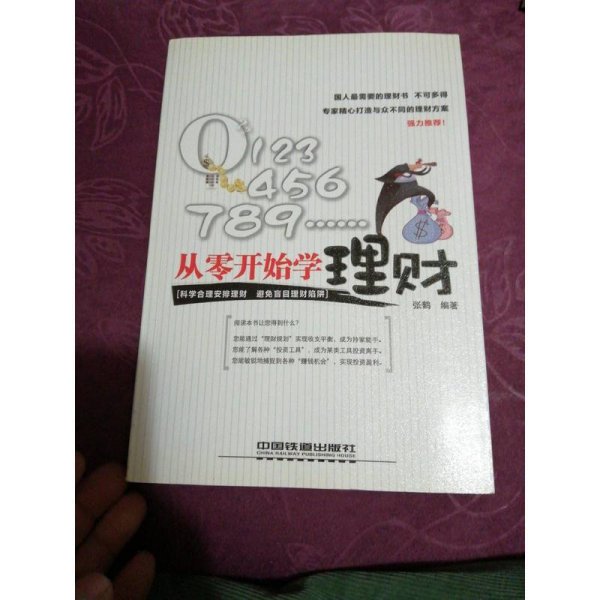 国人最需要的理财书 不可多得
专家精心打造与众不同的理财方案
强力推荐!
0123
456
789……
从零开始学理财
[科学合理安排理财 避免盲目理财陷阱]
张鹤 编著
阅读本书让您得到什么?
您能通过“理财规划”实现收支平衡,成为持家能手。
您能了解各种“投资工具”,成为某类工具投资高手。
您能敏锐地捕捉到各种“赚钱机会”,实现投资盈利。
中国铁道出版社
CHINA RAILWAY PUBLISHING HOUSE